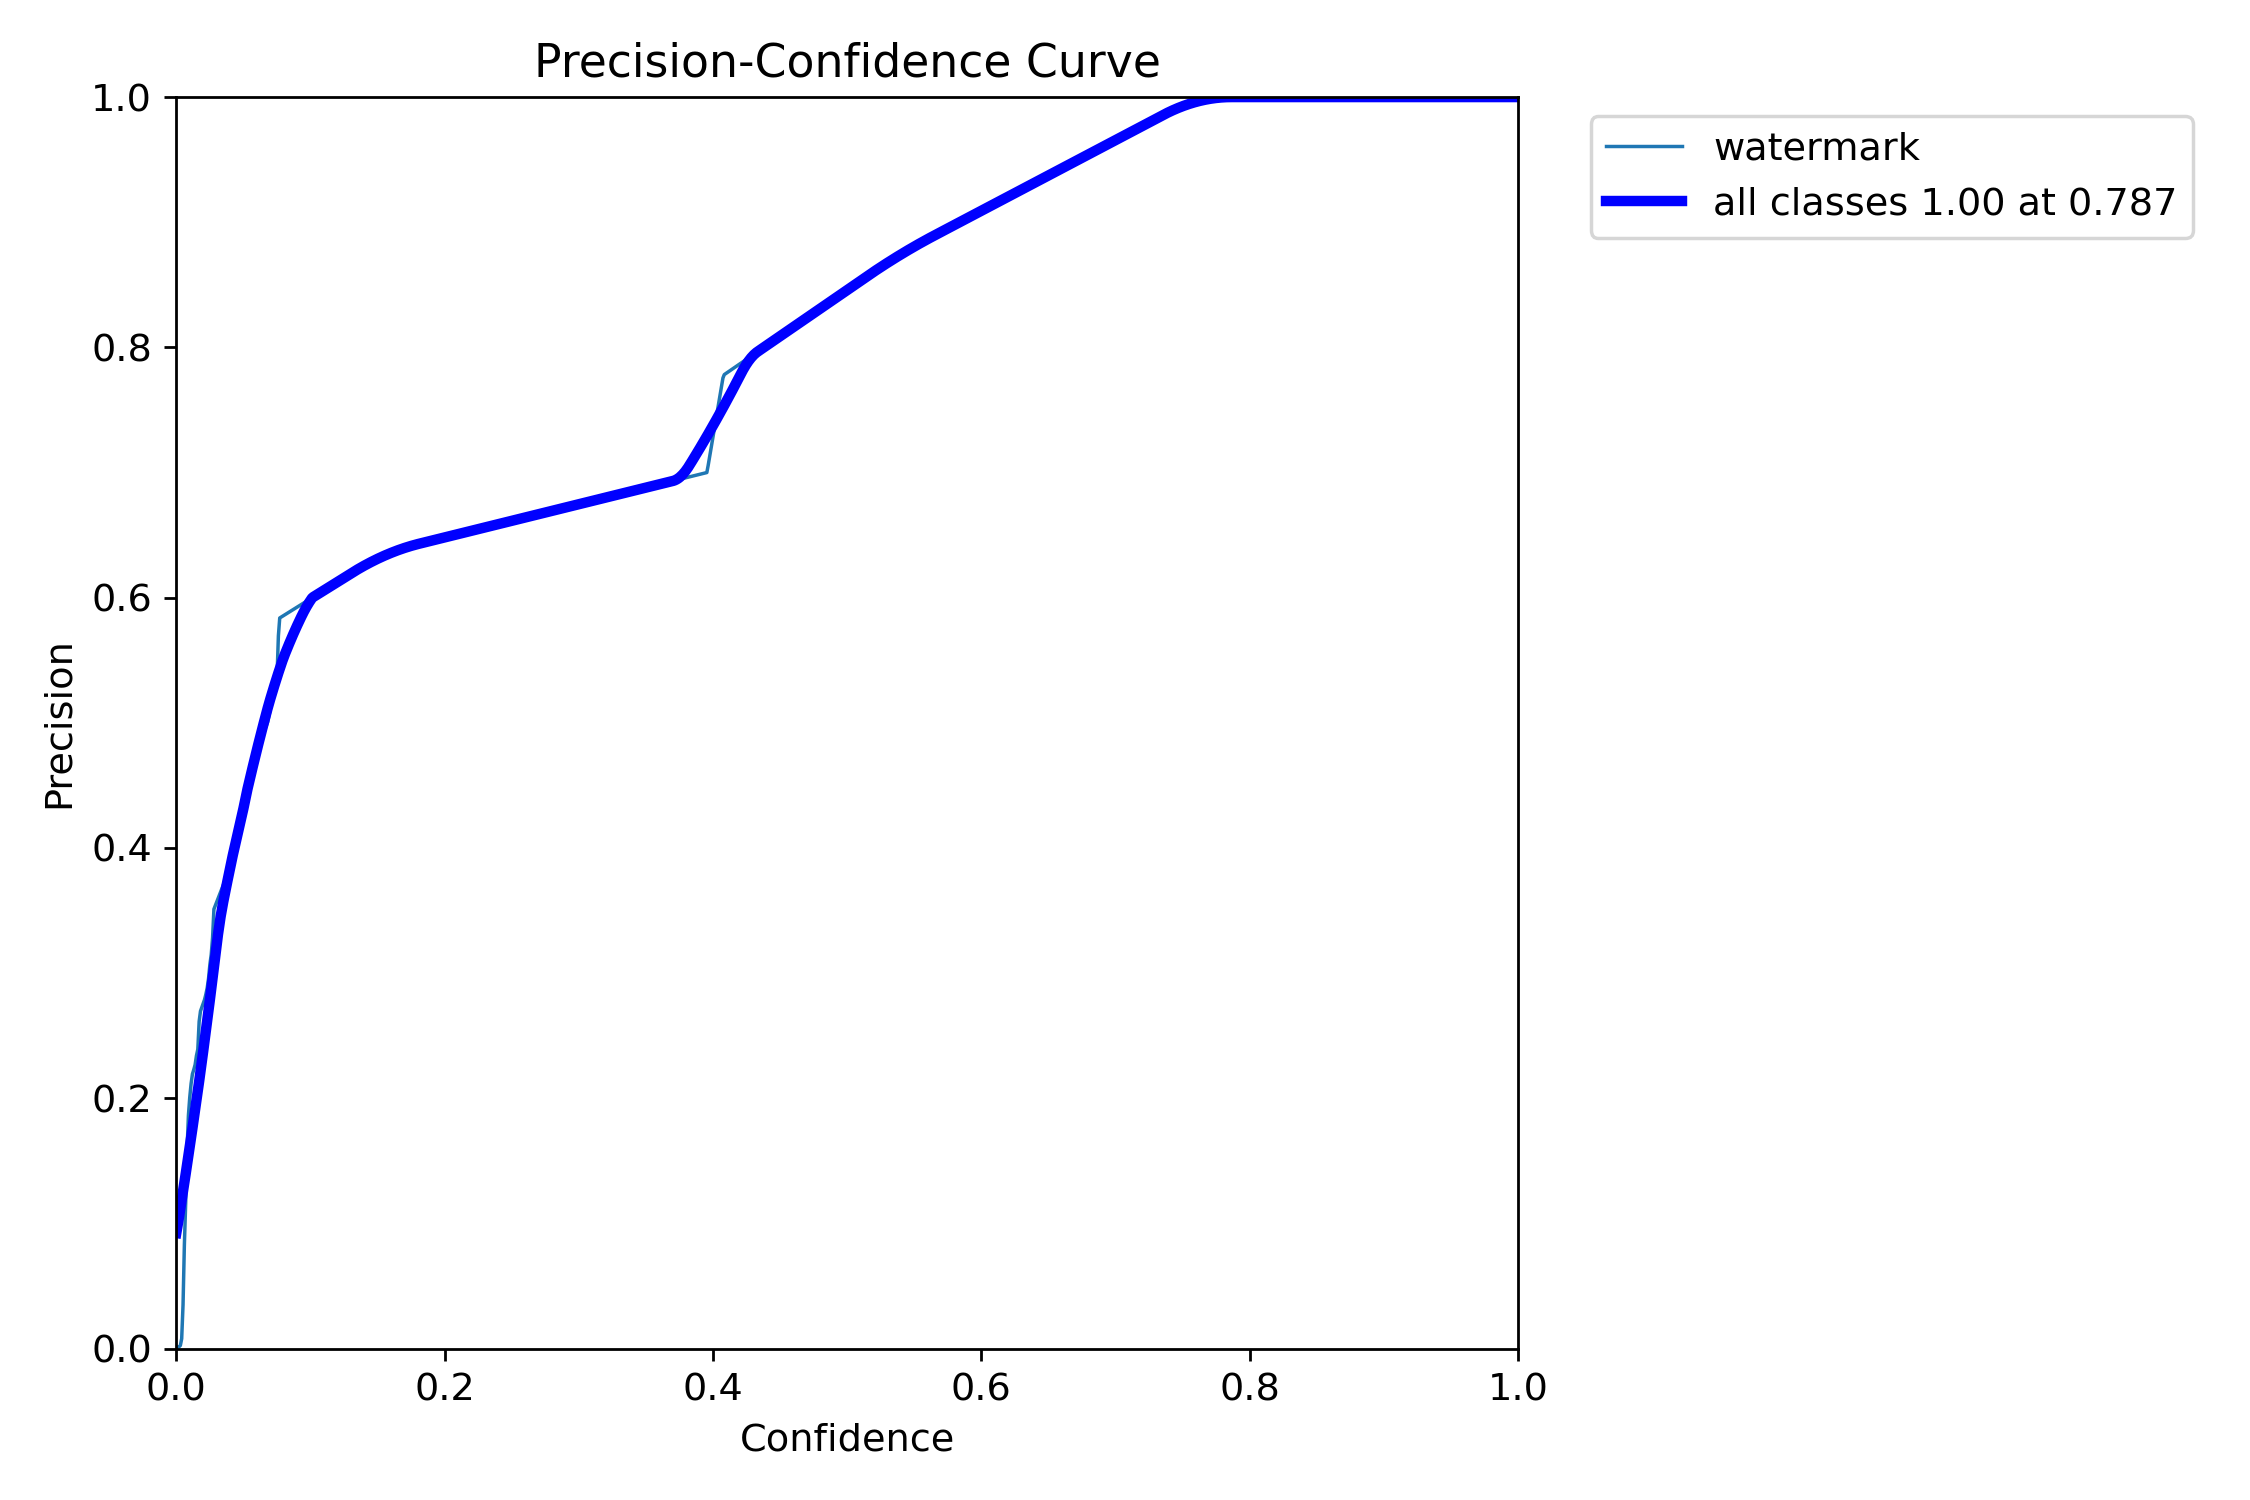 Precision-Confidence Curve
1.0
0.8
0.6
0.4
0.2
0.0
Precision
0.0 0.2 0.4 0.6 0.8 1.0
Confidence
watermark
all classes 1.00 at 0.787